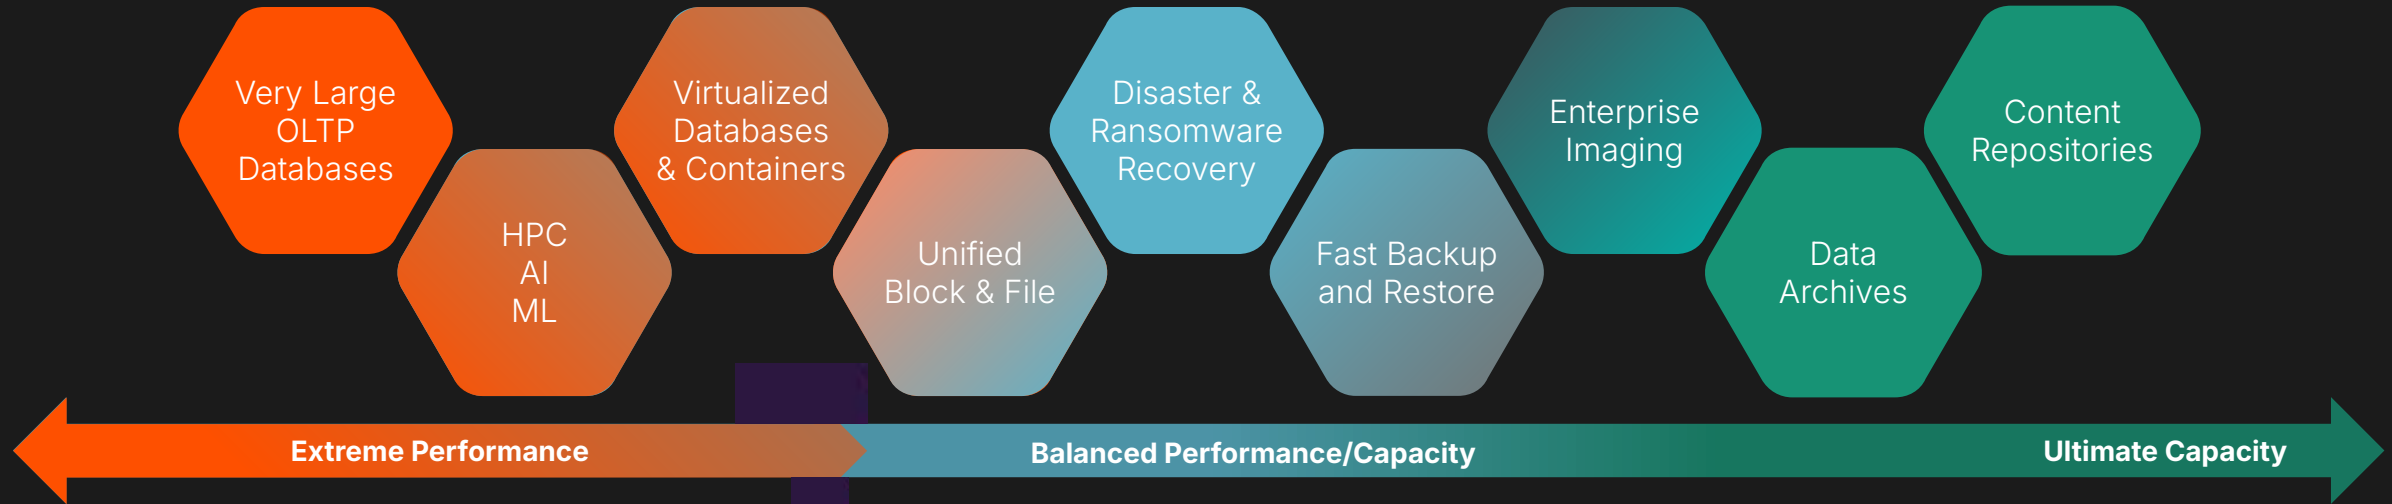 Very Large
OLTP
Databases
HPC
AI
ML
Virtualized
Databases
& Containers
Unified
Block & File
Disaster &
Ransomware
Recovery
Fast Backup
and Restore
Enterprise
Imaging
Data
Archives
Content
Repositories
Extreme Performance
Balanced Performance/Capacity
Ultimate Capacity